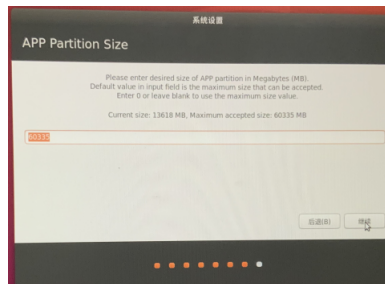 系统设置
APP Partition Size
Please enter desired size of APP partition in Megabytes (MB).
Default value in input field is the maximum size that can be accepted.
Enter 0 or leave blank to use the maximum size value.
Current size: 13618 MB, Maximum accepted size: 60335 MB
60335
后退(B)
继续